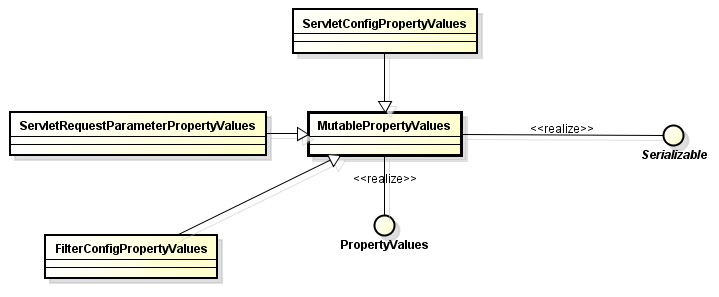 ServletConfigPropertyValues
ServletRequestParameterPropertyValues
MutablePropertyValues
<<realize>>
Serializable
<<realize>>
PropertyValues
FilterConfigPropertyValues